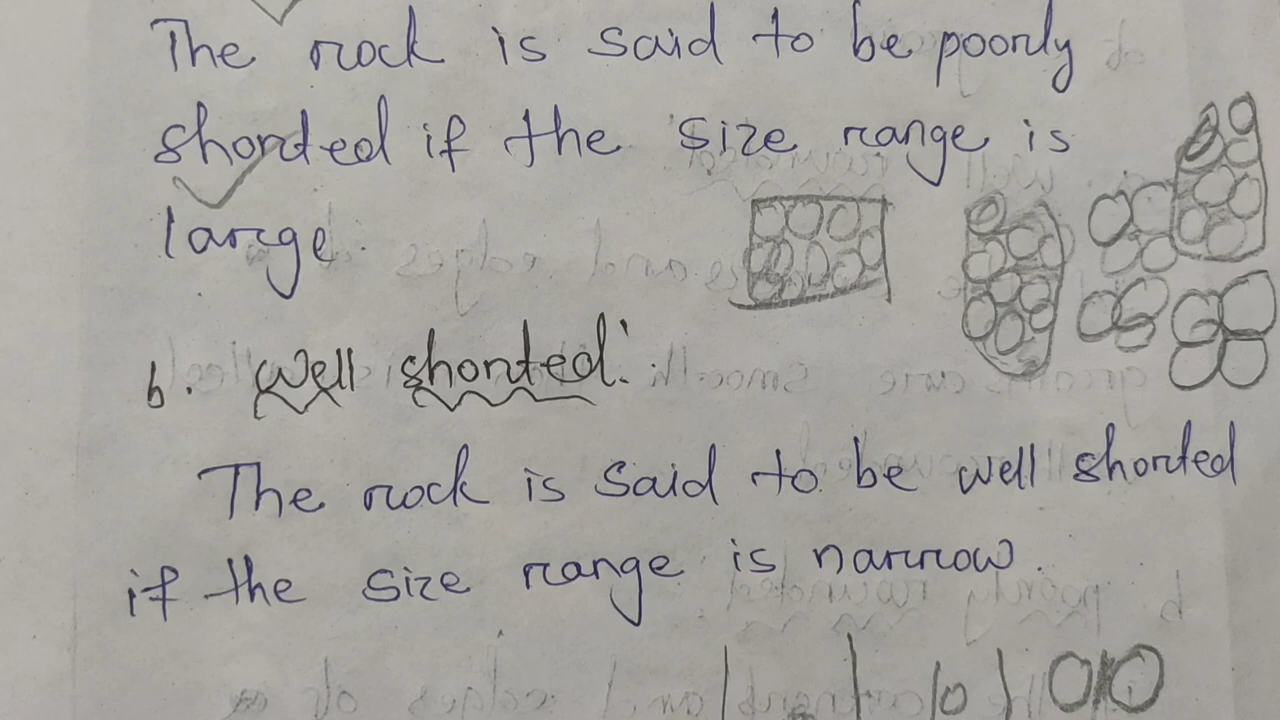 The rock is said to be poorly
shorted if the size range is
large.
b. Well shorted:
The rock is said to be well shorted
if the size range is narrow.